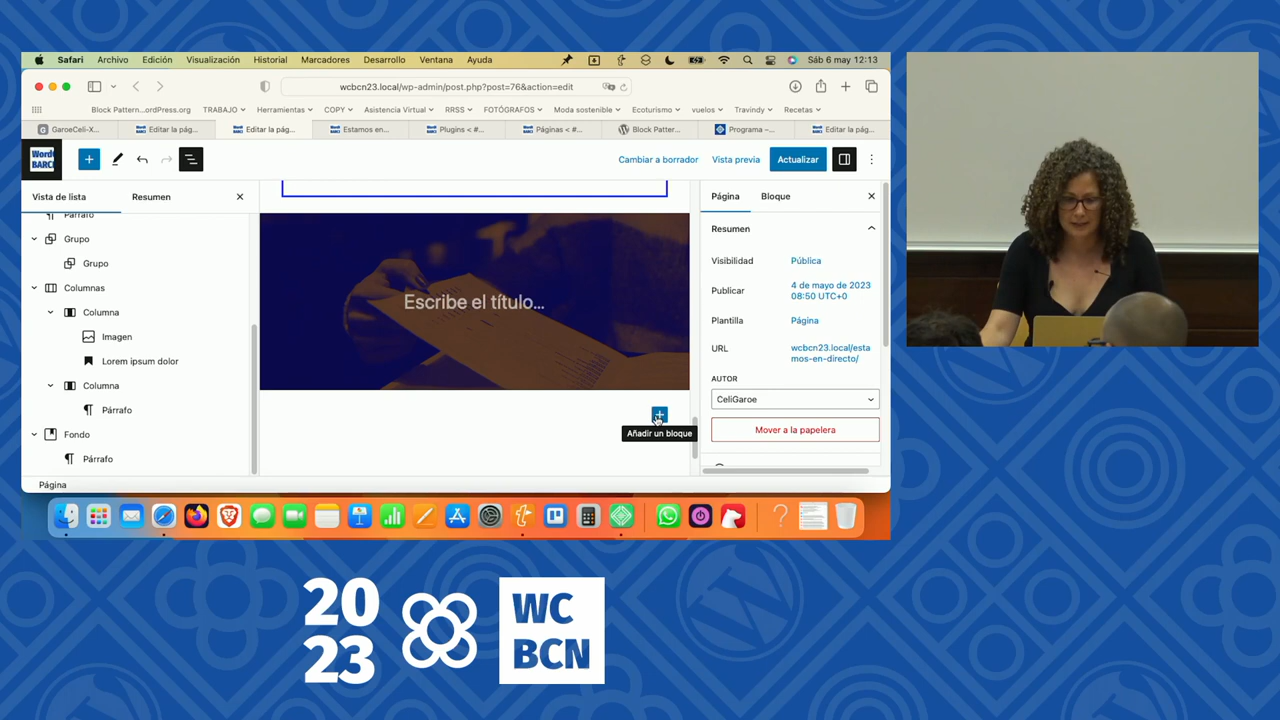 Safari Archivo Edición Visualización Historial Marcadores Desarrollo Ventana Ayuda
Sáb 6 may 12:13
wcbcn23.local/wp-admin/post.php?post=76&action=edit
Block Pattern...ordPress.org TRABAJO Herramientas COPY Asistencia Virtual RRSS FOTÓGRAFOS Moda sostenible Ecoturismo vuelos Travindy Recetas
GaroeCeli-X... Editar la pág... Editar la pág... Estamos en... Plugins < #... Páginas < #... Block Patter... Programa –... Editar la pág...
Word
BARC
Cambiar a borrador Vista previa Actualizar
Vista de lista Resumen
Párrafo
Grupo
Grupo
Columnas
Columna
Imagen
Lorem ipsum dolor
Columna
Párrafo
Fondo
Párrafo
Escribe el título...
Añadir un bloque
Página Bloque
Resumen
Visibilidad Pública
Publicar 4 de mayo de 2023
08:50 UTC+0
Plantilla Página
URL wcbcn23.local/esta
mos-en-directo/
AUTOR
CeliGaroe
Mover a la papelera
Página
20
23
WC
BCN